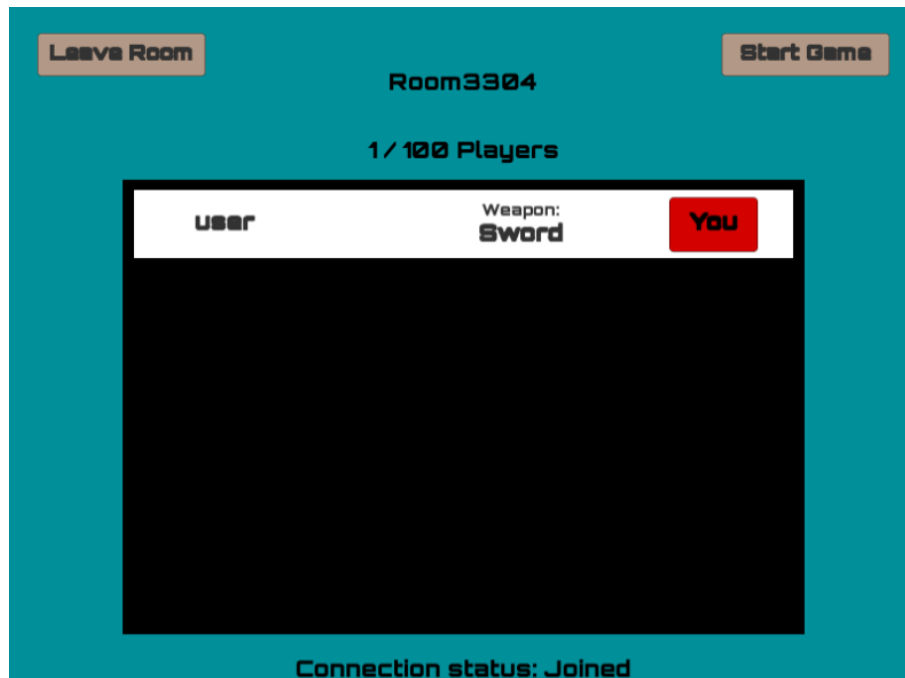 Leave Room
Start Game
Room3304
1/100 Players
user
Weapon:
Sword
You
Connection status: Joined